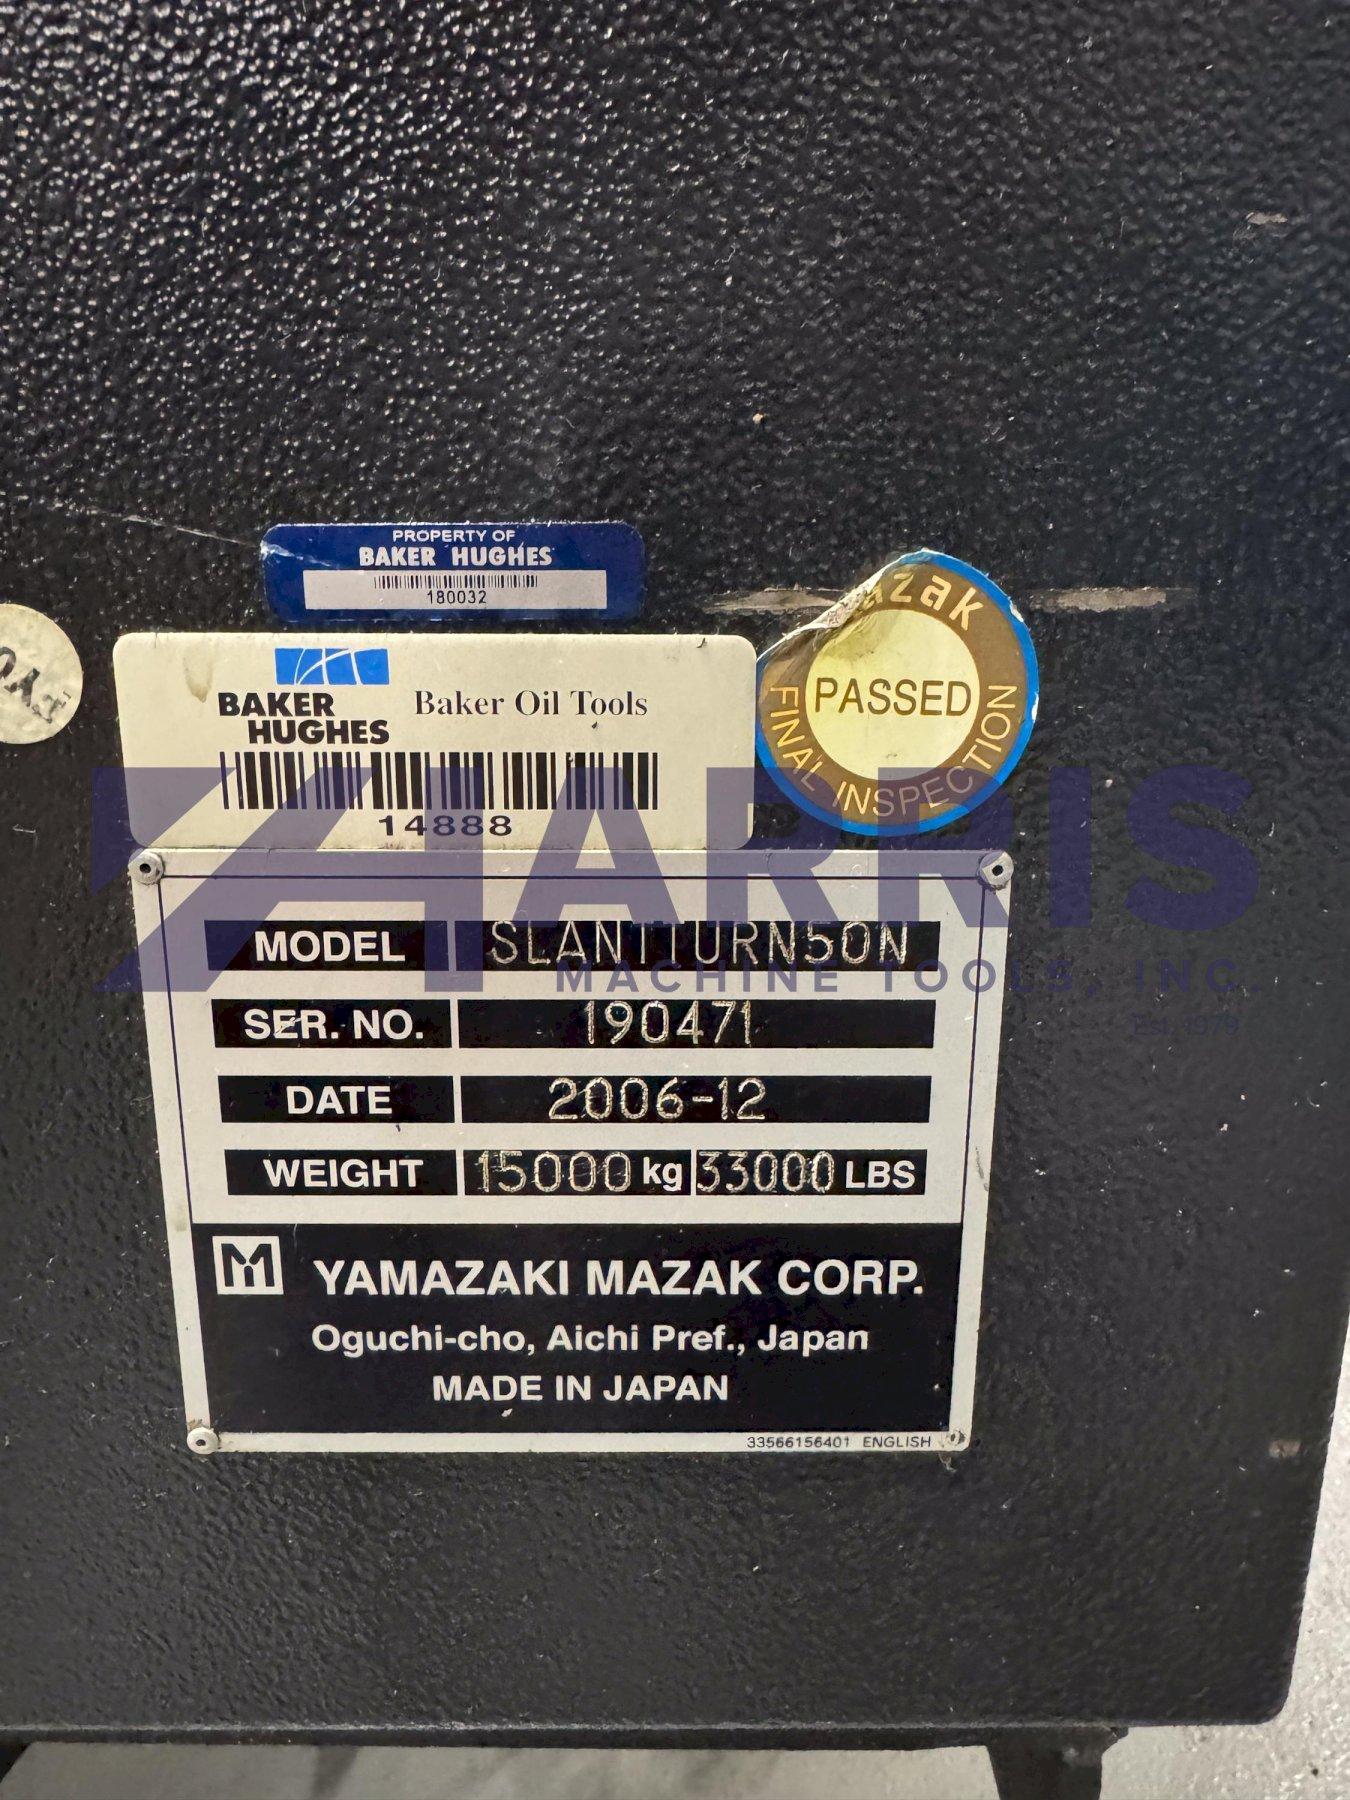 PROPERTY OF
BAKER HUGHES
180032
BAKER
HUGHES
Baker Oil Tools
14888
azak
PASSED
FINAL INSPECTION
HARRIS
MACHINE TOOLS, INC.
Est. 1979
MODEL SLANTTURN50N
SER. NO. 190471
DATE 2006-12
WEIGHT 15000 kg 33000 LBS
M YAMAZAKI MAZAK CORP.
Oguchi-cho, Aichi Pref., Japan
MADE IN JAPAN
33566156401 ENGLISH